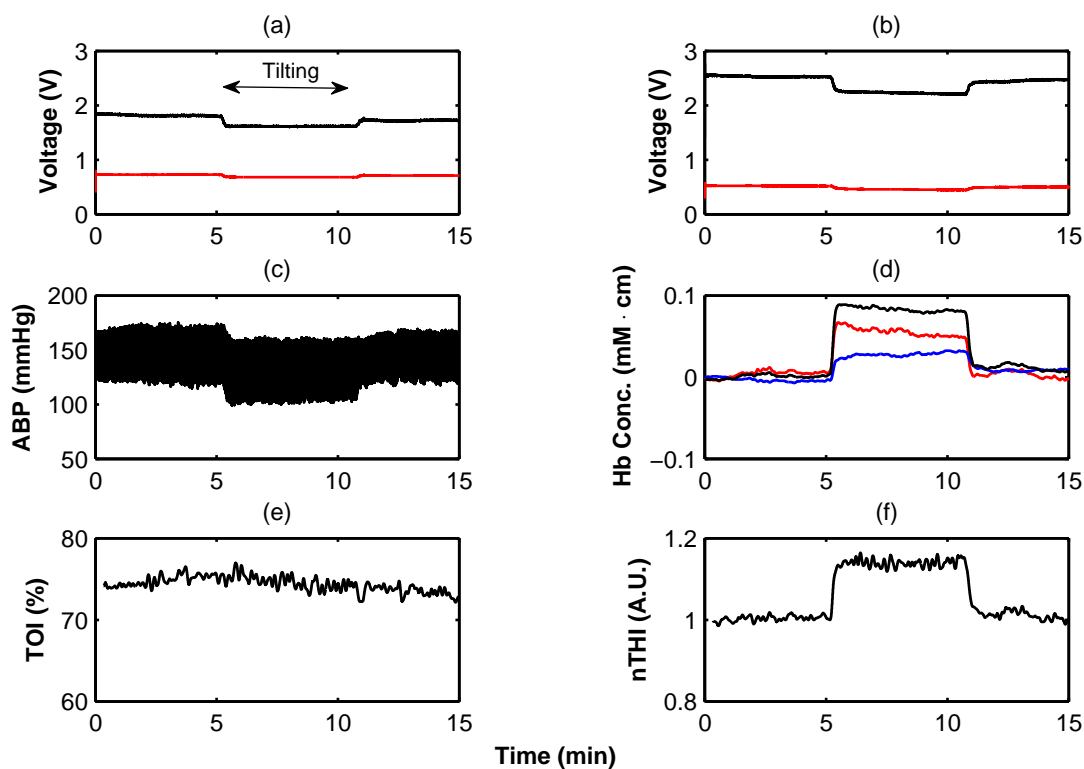 (a)
Voltage (V)
3
2
1
0
Tilting
0 5 10 15
(b)
Voltage (V)
3
2
1
0
0 5 10 15
(c)
ABP (mmHg)
200
150
100
50
0 5 10 15
(d)
Hb Conc. (mM · cm)
0.1
0
−0.1
0 5 10 15
(e)
TOI (%)
80
70
60
0 5 10 15
(f)
nTHI (A.U.)
1.2
1
0.8
0 5 10 15
Time (min)